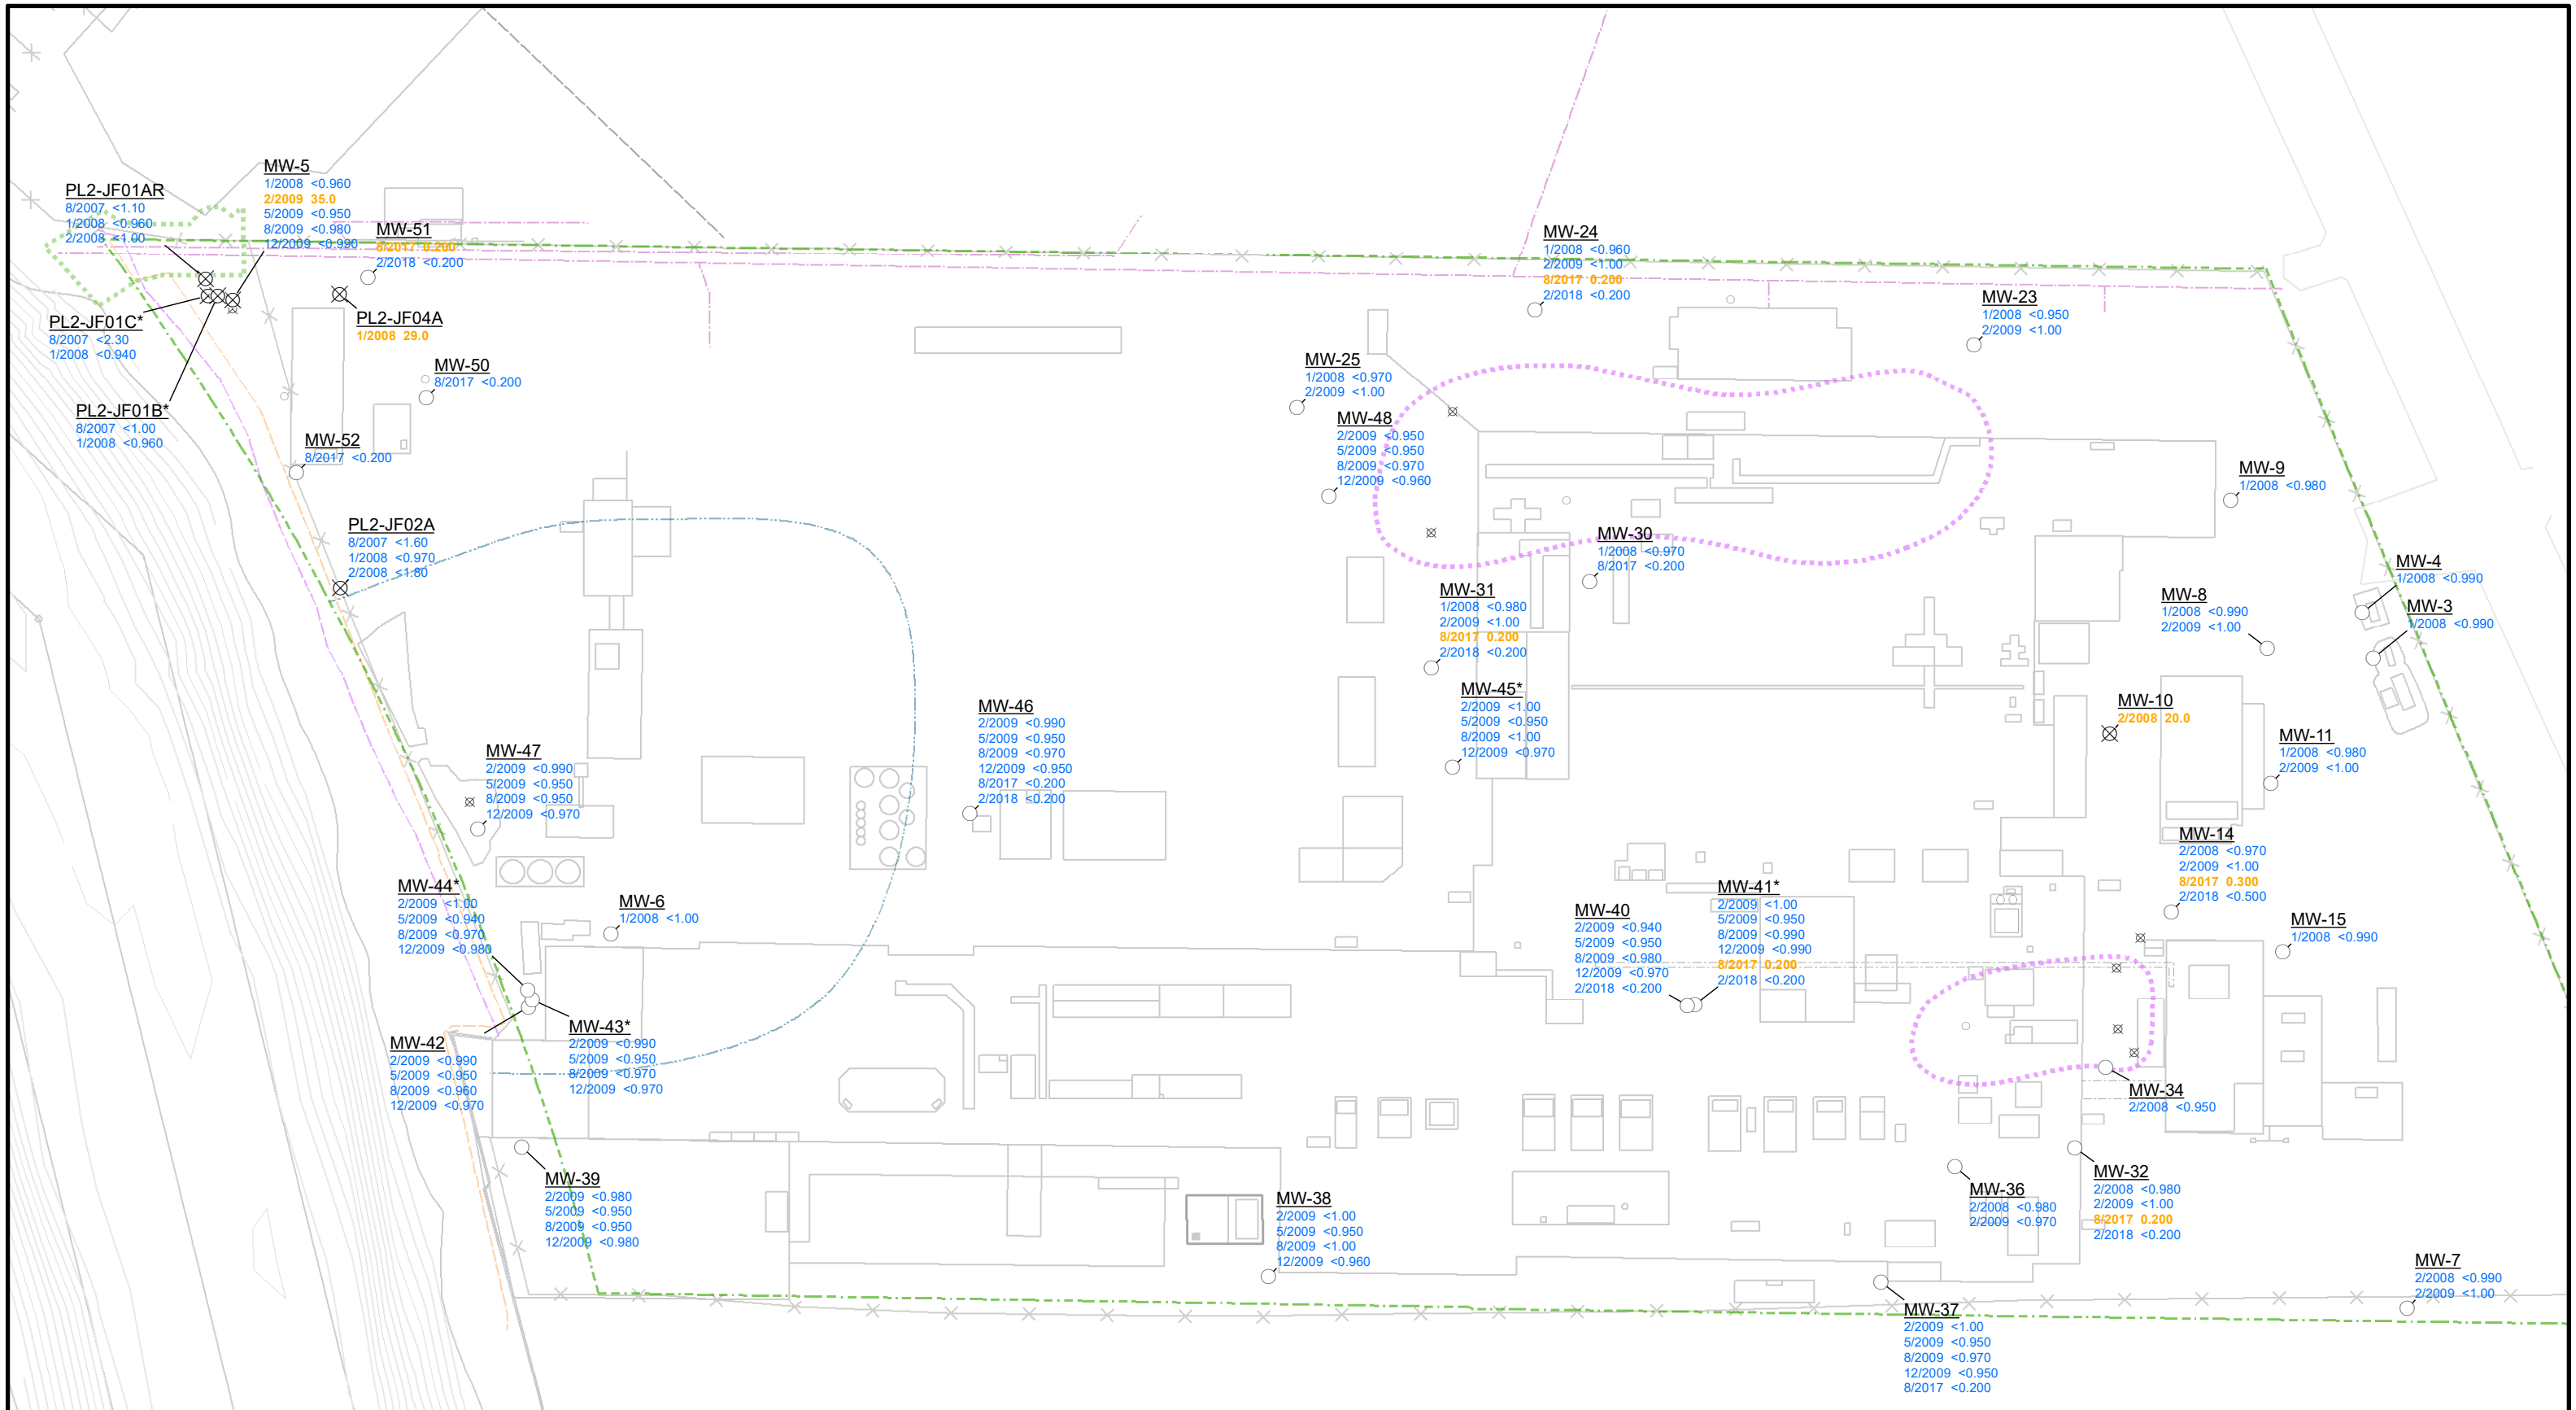 MW-5
1/2008 <0.960
2/2009 35.0
5/2009 <0.950
8/2009 <0.980
12/2009 <0.990
PL2-JF01AR
8/2007 <1.10
1/2008 <0.960
2/2008 <1.00
MW-51
8/2017 0.200
2/2018 <0.200
MW-24
1/2008 <0.960
2/2009 <1.00
8/2017 0.200
2/2018 <0.200
MW-23
1/2008 <0.950
2/2009 <1.00
PL2-JF01C*
8/2007 <2.30
1/2008 <0.940
PL2-JF04A
1/2008 29.0
MW-50
8/2017 <0.200
MW-25
1/2008 <0.970
2/2009 <1.00
PL2-JF01B*
8/2007 <1.00
1/2008 <0.960
MW-48
2/2009 <0.950
5/2009 <0.950
8/2009 <0.970
12/2009 <0.960
MW-52
8/2017 <0.200
MW-9
1/2008 <0.980
PL2-JF02A
8/2007 <1.60
1/2008 <0.970
2/2008 <1.80
MW-30
1/2008 <0.970
8/2017 <0.200
MW-4
1/2008 <0.990
MW-31
1/2008 <0.980
2/2009 <1.00
8/2017 0.200
2/2018 <0.200
MW-8
1/2008 <0.990
2/2009 <1.00
MW-3
1/2008 <0.990
MW-45*
2/2009 <1.00
5/2009 <0.950
8/2009 <1.00
12/2009 <0.970
MW-46
2/2009 <0.990
5/2009 <0.950
8/2009 <0.970
12/2009 <0.950
8/2017 <0.200
2/2018 <0.200
MW-10
2/2008 20.0
MW-47
2/2009 <0.990
5/2009 <0.950
8/2009 <0.950
12/2009 <0.970
MW-11
1/2008 <0.980
2/2009 <1.00
MW-14
2/2008 <0.970
2/2009 <1.00
8/2017 0.300
2/2018 <0.500
MW-44*
2/2009 <1.00
5/2009 <0.940
8/2009 <0.970
12/2009 <0.980
MW-6
1/2008 <1.00
MW-41*
2/2009 <1.00
5/2009 <0.950
8/2009 <0.990
12/2009 <0.990
8/2017 0.200
2/2018 <0.200
MW-40
2/2009 <0.940
5/2009 <0.950
8/2009 <0.980
12/2009 <0.970
2/2018 <0.200
MW-15
1/2008 <0.990
MW-43*
2/2009 <0.990
5/2009 <0.950
8/2009 <0.970
12/2009 <0.970
MW-42
2/2009 <0.990
5/2009 <0.950
8/2009 <0.960
12/2009 <0.970
MW-34
2/2008 <0.950
MW-39
2/2009 <0.980
5/2009 <0.950
8/2009 <0.950
12/2009 <0.980
MW-32
2/2008 <0.980
2/2009 <1.00
8/2017 0.200
2/2018 <0.200
MW-36
2/2008 <0.980
2/2009 <0.970
MW-38
2/2009 <1.00
5/2009 <0.950
8/2009 <1.00
12/2009 <0.960
MW-7
2/2008 <0.990
2/2009 <1.00
MW-37
2/2009 <1.00
5/2009 <0.950
8/2009 <0.970
12/2009 <0.950
8/2017 <0.200